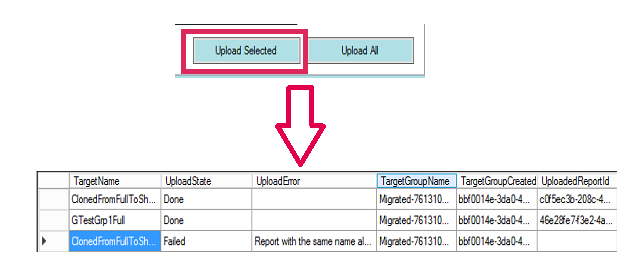 Upload Selected Upload All
TargetName UploadState UploadError TargetGroupName TargetGroupCreated UploadedReportId
ClonedFromFullToSh... Done Migrated-761310... bbf0014e-3da0-4... c0f5ec3b-208c-4...
GTestGrp1Full Done Migrated-761310... bbf0014e-3da0-4... 46e28fe7-f3e2-4a...
ClonedFromFullToSh... Failed Report with the same name al... Migrated-761310... bbf0014e-3da0-4...